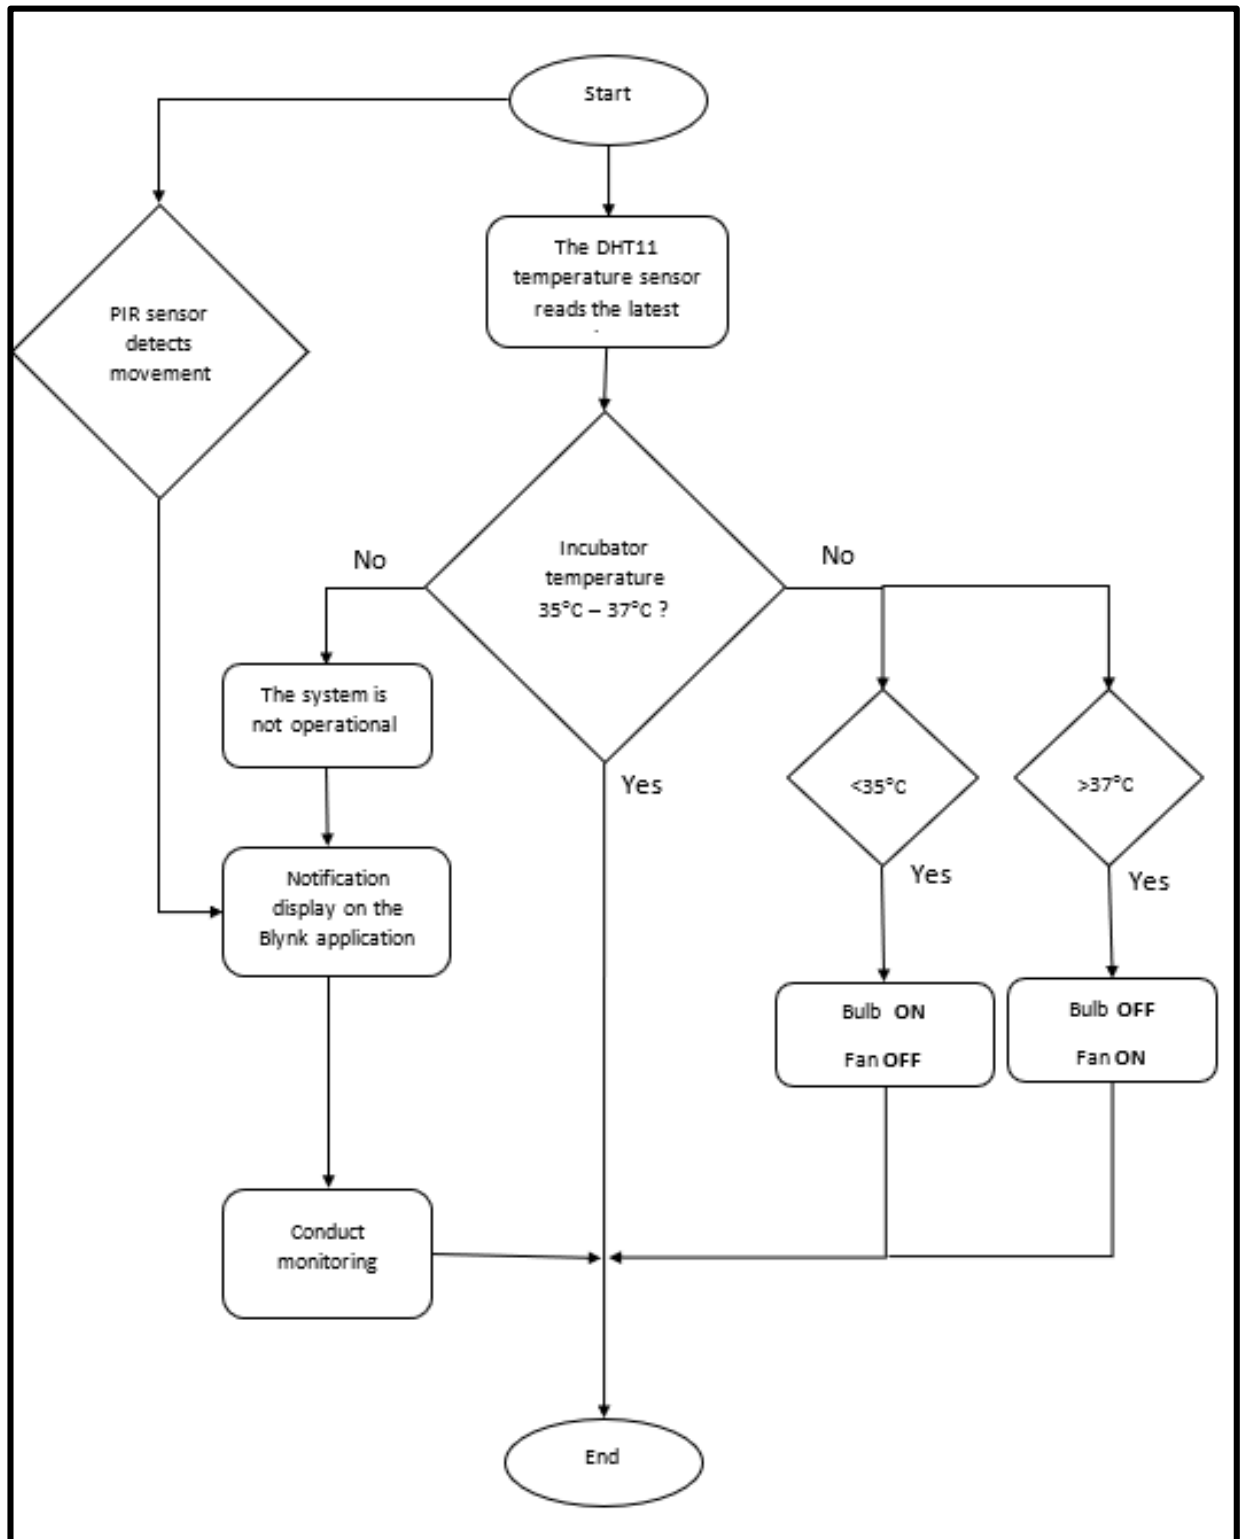 Start
The DHT11
temperature sensor
reads the latest
PIR sensor
detects
movement
Incubator
temperature
35°C – 37°C ?
No
No
The system is
not operational
Yes
<35°C
>37°C
Yes
Yes
Notification
display on the
Blynk application
Bulb ON
Fan OFF
Bulb OFF
Fan ON
Conduct
monitoring
End